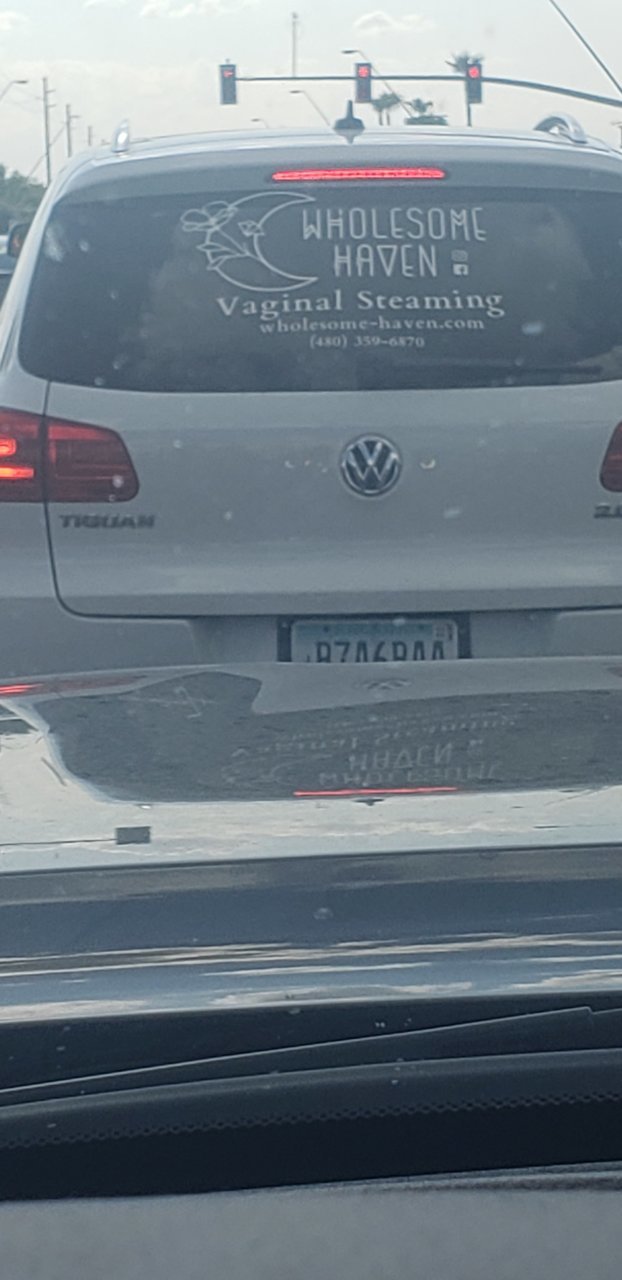 WHOLESOME
HAVEN
Vaginal Steaming
wholesome-haven.com
(480) 359-6870
TIGUAN